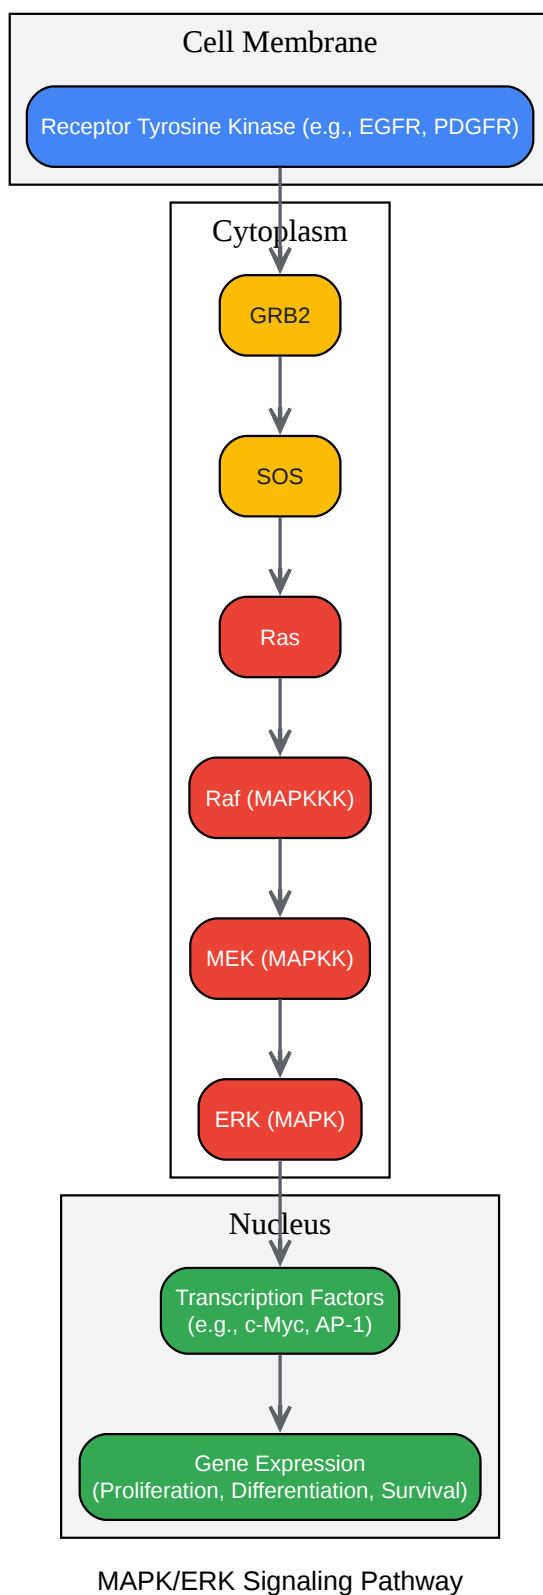 Cell Membrane
Receptor Tyrosine Kinase (e.g., EGFR, PDGFR)
Cytoplasm
GRB2
SOS
Ras
Raf (MAPKKK)
MEK (MAPKK)
ERK (MAPK)
Nucleus
Transcription Factors
(e.g., c-Myc, AP-1)
Gene Expression
(Proliferation, Differentiation, Survival)
MAPK/ERK Signaling Pathway